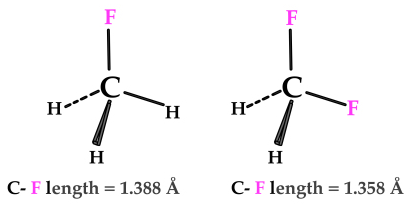 F F
H C H H C F
H H
C- F length = 1.388 Å C- F length = 1.358 Å